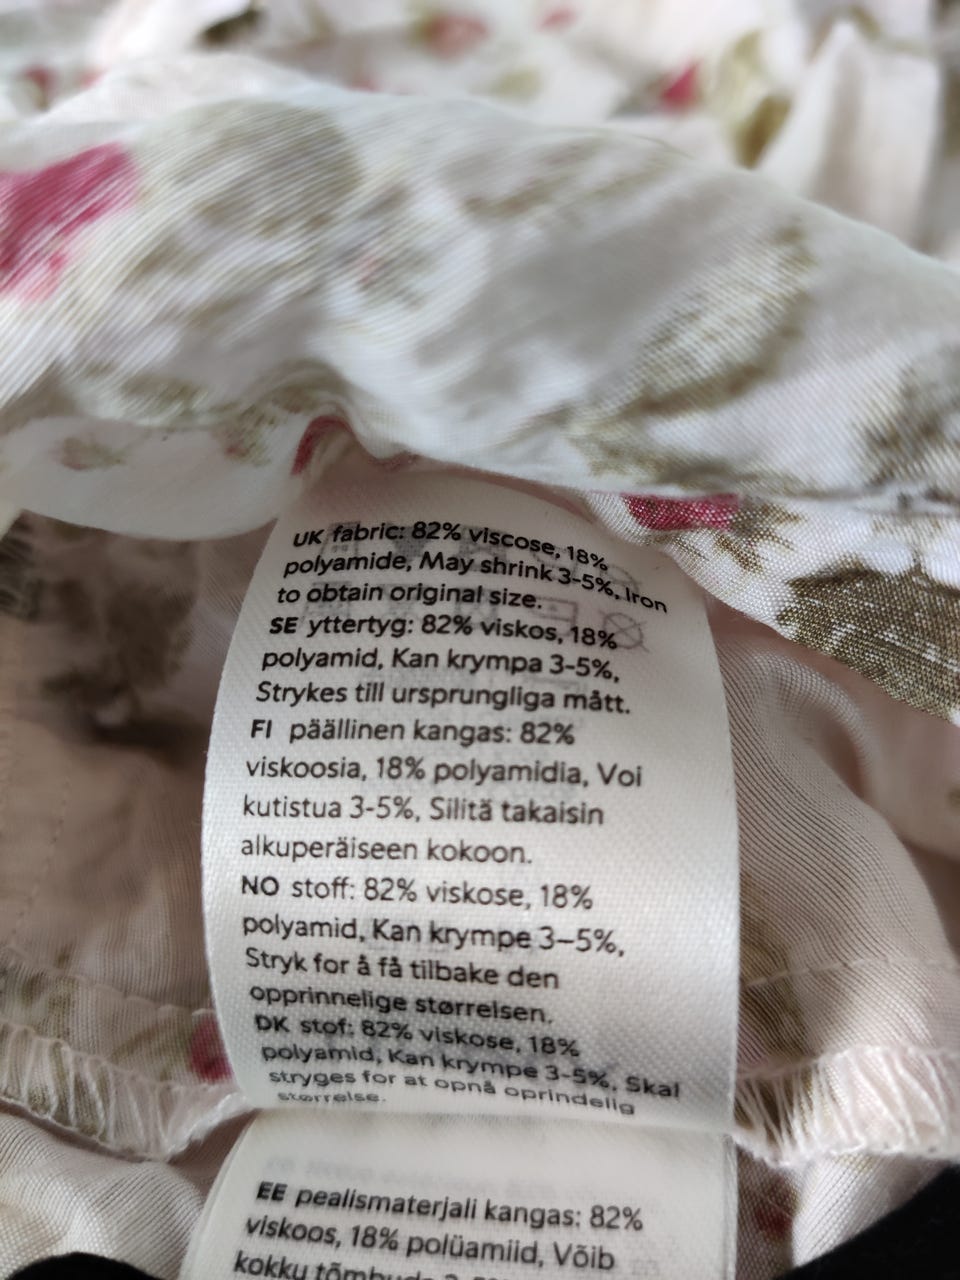 UK fabric: 82% viscose, 18%
polyamide, May shrink 3-5%, Iron
to obtain original size.
SE yttertyg: 82% viskos, 18%
polyamid, Kan krympa 3-5%,
Strykes till ursprungliga mått.
FI päällinen kangas: 82%
viskoosia, 18% polyamidia, Voi
kutistua 3-5%, Silitä takaisin
alkuperäiseen kokoon.
NO stoff: 82% viskose, 18%
polyamid, Kan krympe 3–5%,
Stryk for å få tilbake den
opprinnelige størrelsen.
DK stof: 82% viskose, 18%
polyamid, Kan krympe 3-5%, Skal
stryges for at opnå oprindelig
størrelse.
EE pealismaterjali kangas: 82%
viskoos, 18% polüamiid, Võib
kokku